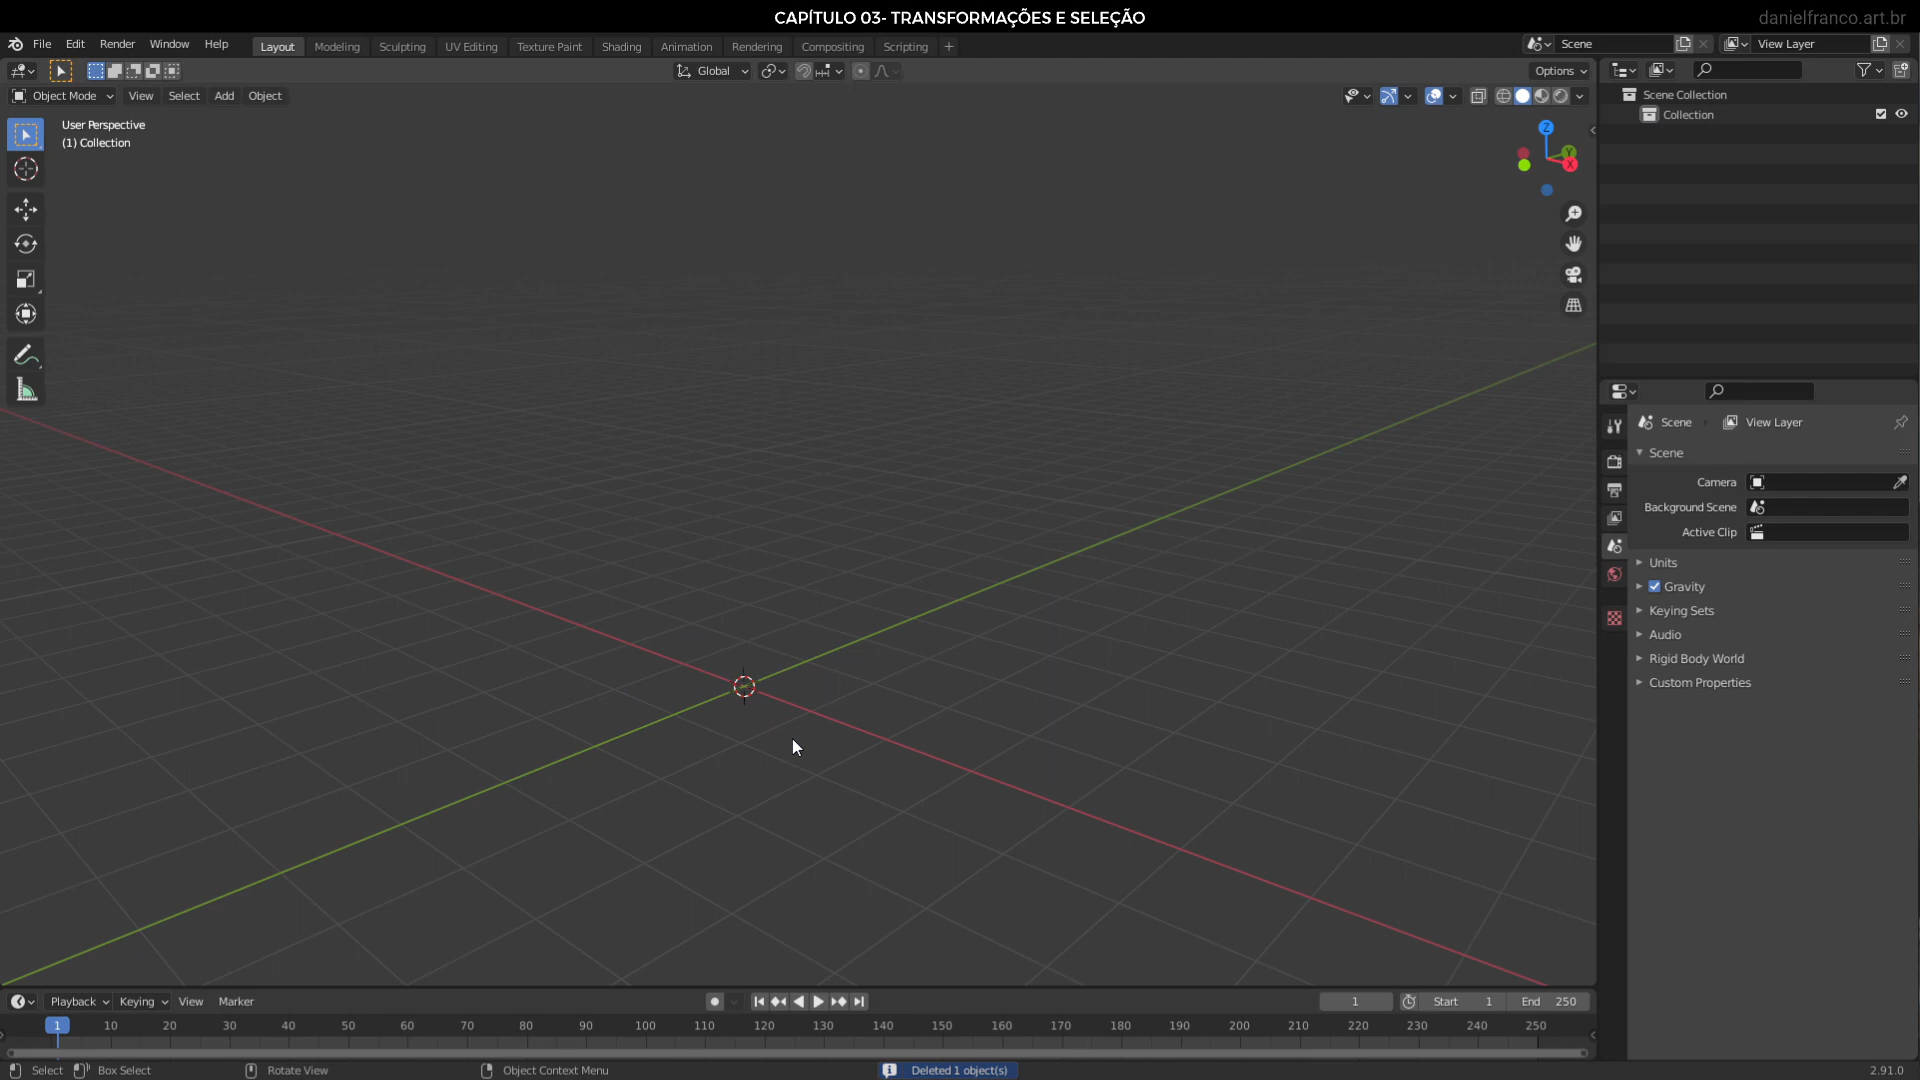 CAPÍTULO 03- TRANSFORMAÇÕES E SELEÇÃO
danielfranco.art.br
File Edit Render Window Help Layout Modeling Sculpting UV Editing Texture Paint Shading Animation Rendering Compositing Scripting + Scene View Layer
Global Options
Object Mode View Select Add Object
Scene Collection
Collection
User Perspective
(1) Collection
Z
Y
X
Scene View Layer
Scene
Camera
Background Scene
Active Clip
Units
Gravity
Keying Sets
Audio
Rigid Body World
Custom Properties
Playback Keying View Marker 1 Start 1 End 250
1 10 20 30 40 50 60 70 80 90 100 110 120 130 140 150 160 170 180 190 200 210 220 230 240 250
Select Box Select Rotate View Object Context Menu Deleted 1 object(s) 2.91.0